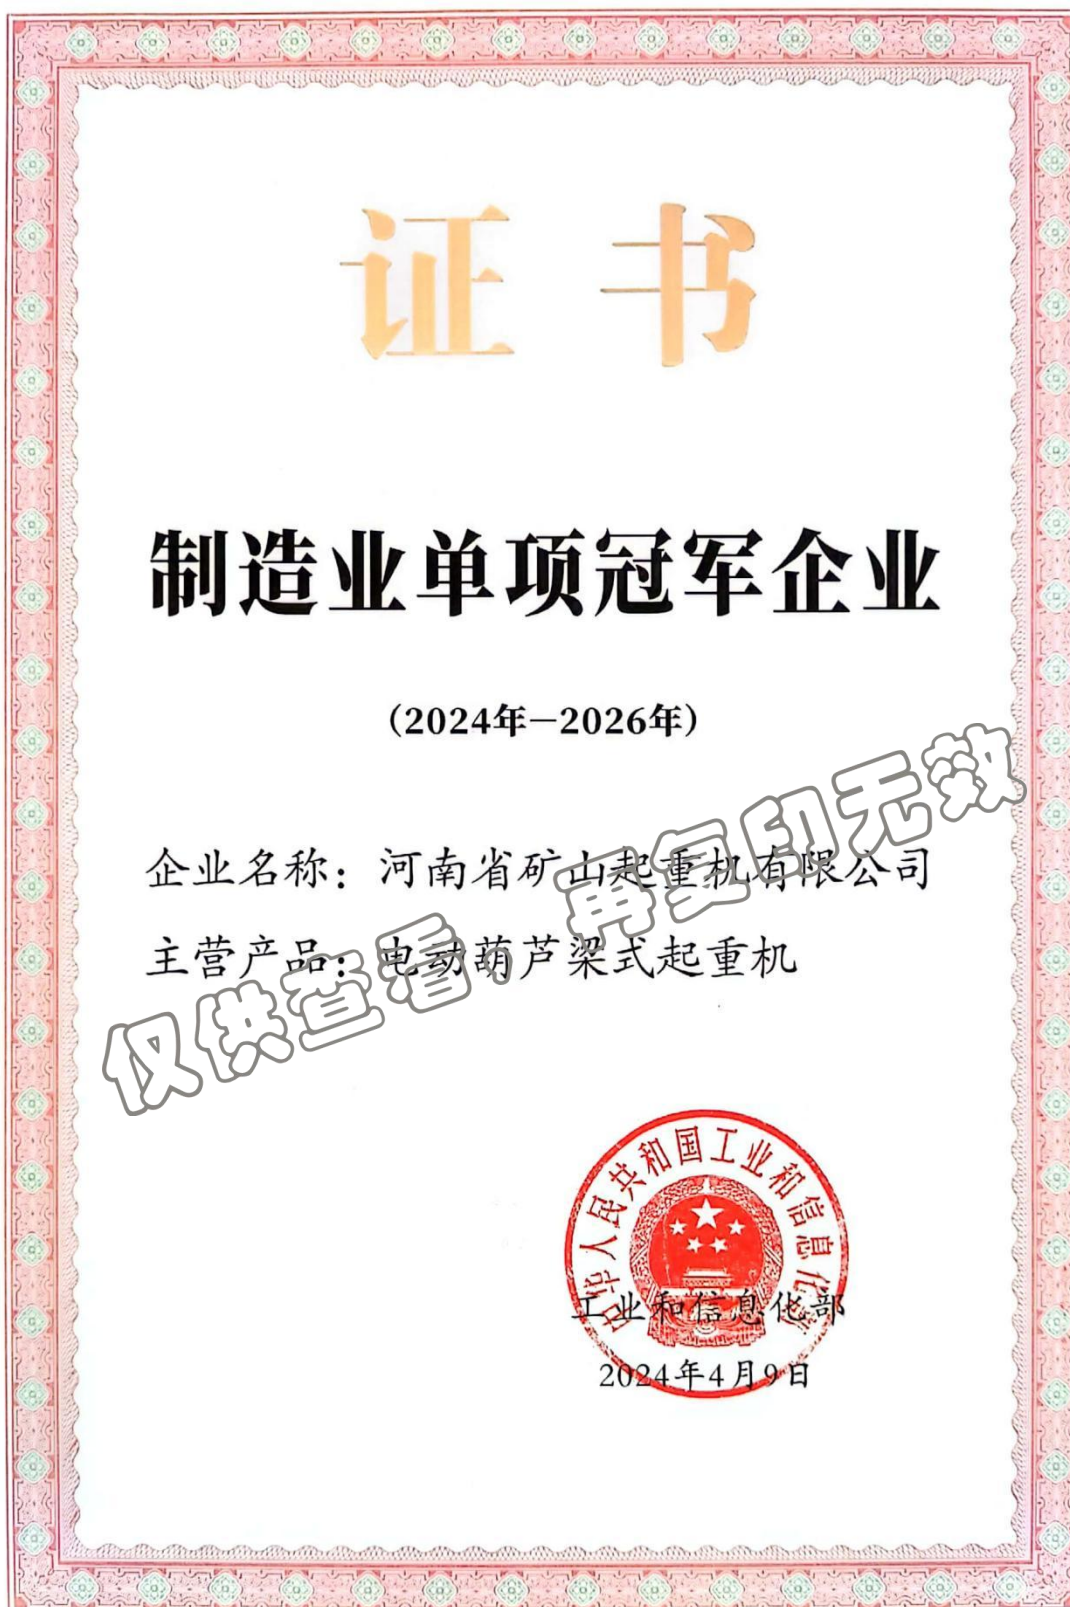 证书
制造业单项冠军企业
(2024年—2026年)
企业名称：河南省矿山起重机有限公司
主营产品：电动葫芦梁式起重机
仅供查看，再复印无效
中华人民共和国工业和信息化部
工业和信息化部
2024年4月9日